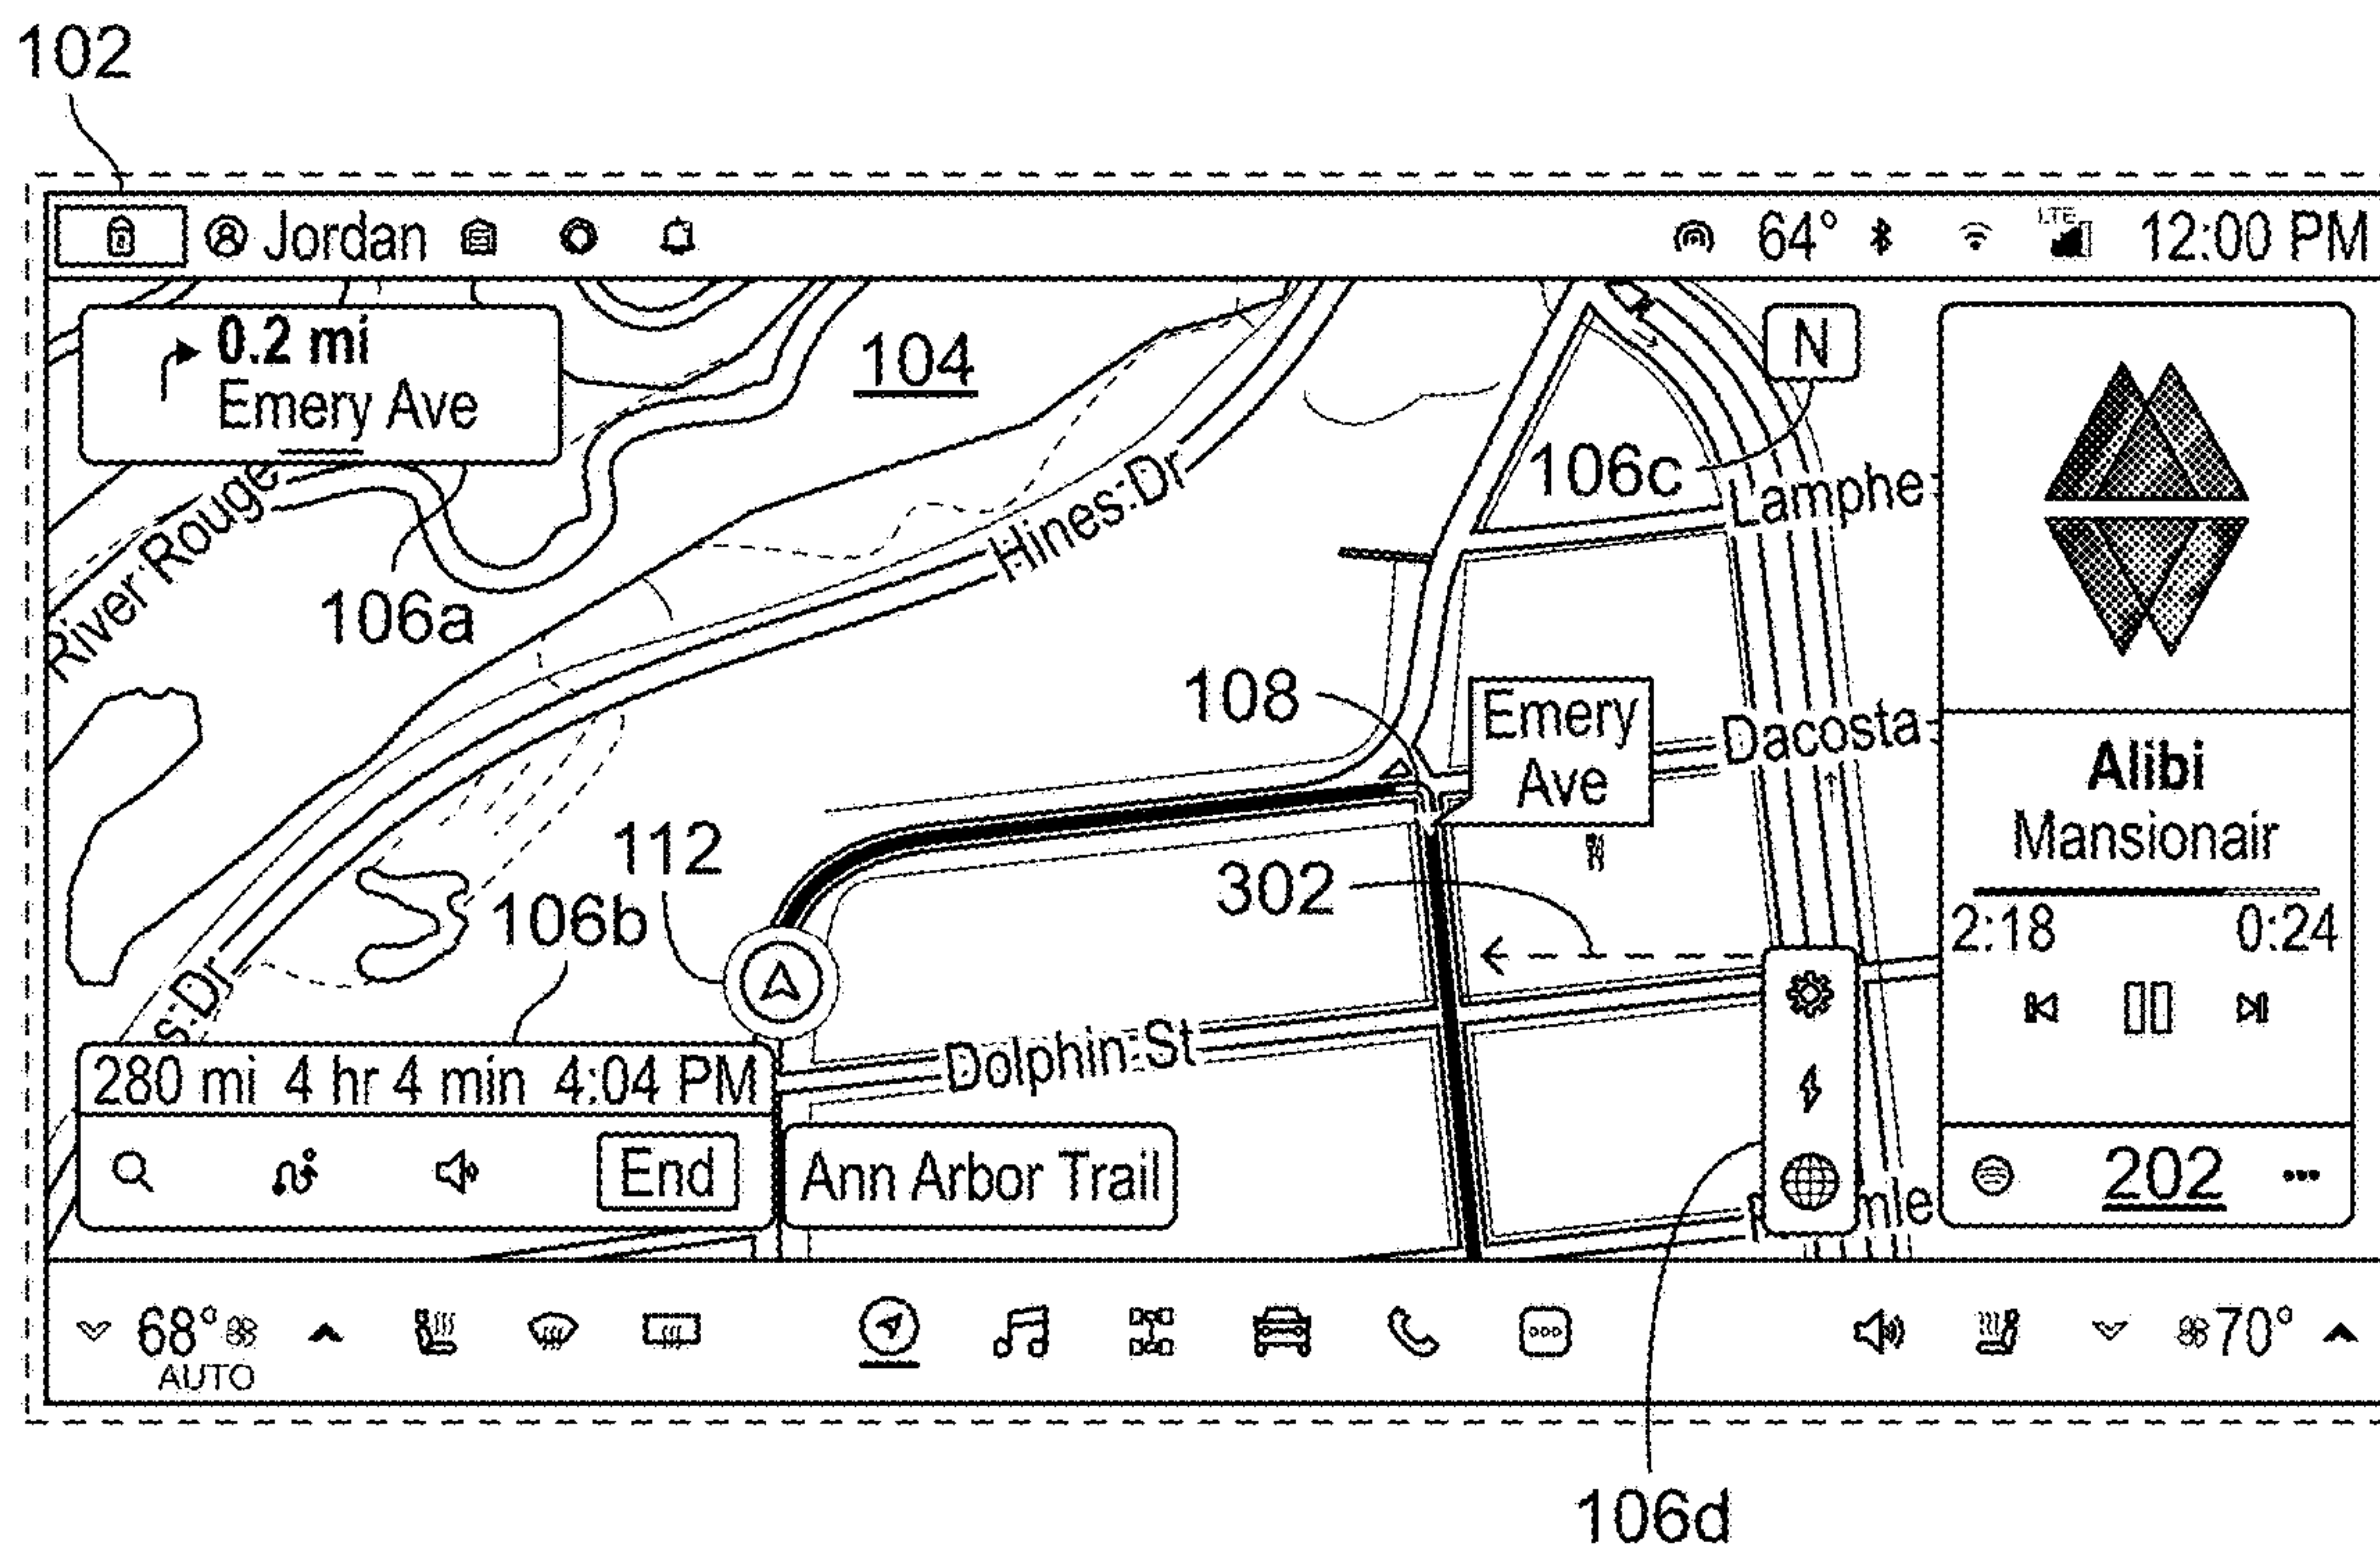 102
Jordan
64°
LTE
12:00 PM
0.2 mi
Emery Ave
104
N
106c
Lamphe
River Rouge
Hines Dr
106a
108
Emery
Ave
Dacosta
Alibi
Mansionair
112
302
106b
2:18
0:24
s Dr
Dolphin St
280 mi 4 hr 4 min 4:04 PM
End
Ann Arbor Trail
202
68°
AUTO
70°
106d